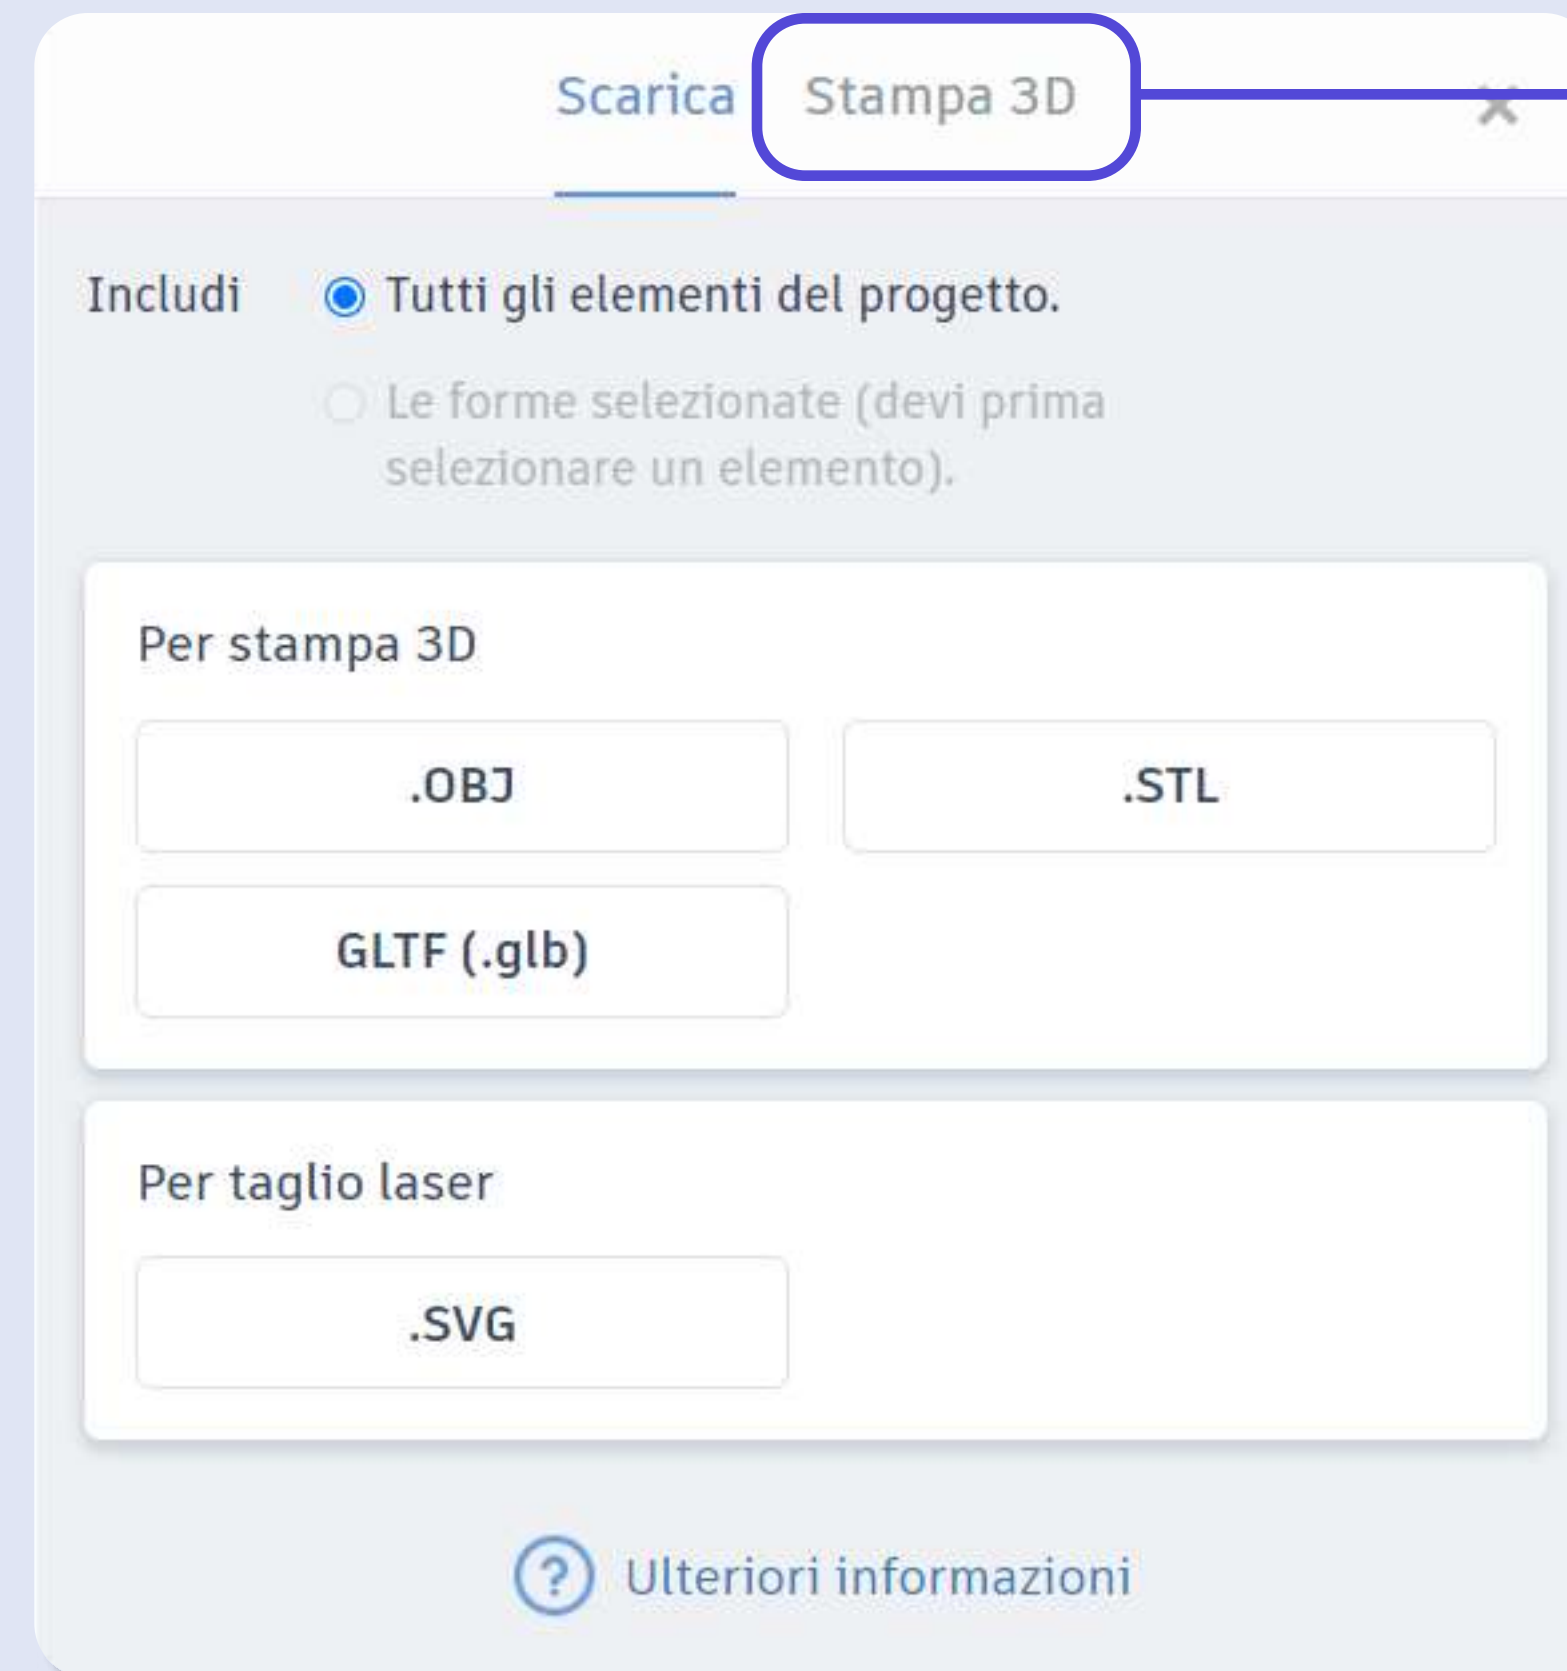 Scarica Stampa 3D
Includi Tutti gli elementi del progetto.
Le forme selezionate (devi prima
selezionare un elemento).
Per stampa 3D
.OBJ .STL
GLTF (.glb)
Per taglio laser
.SVG
? Ulteriori informazioni